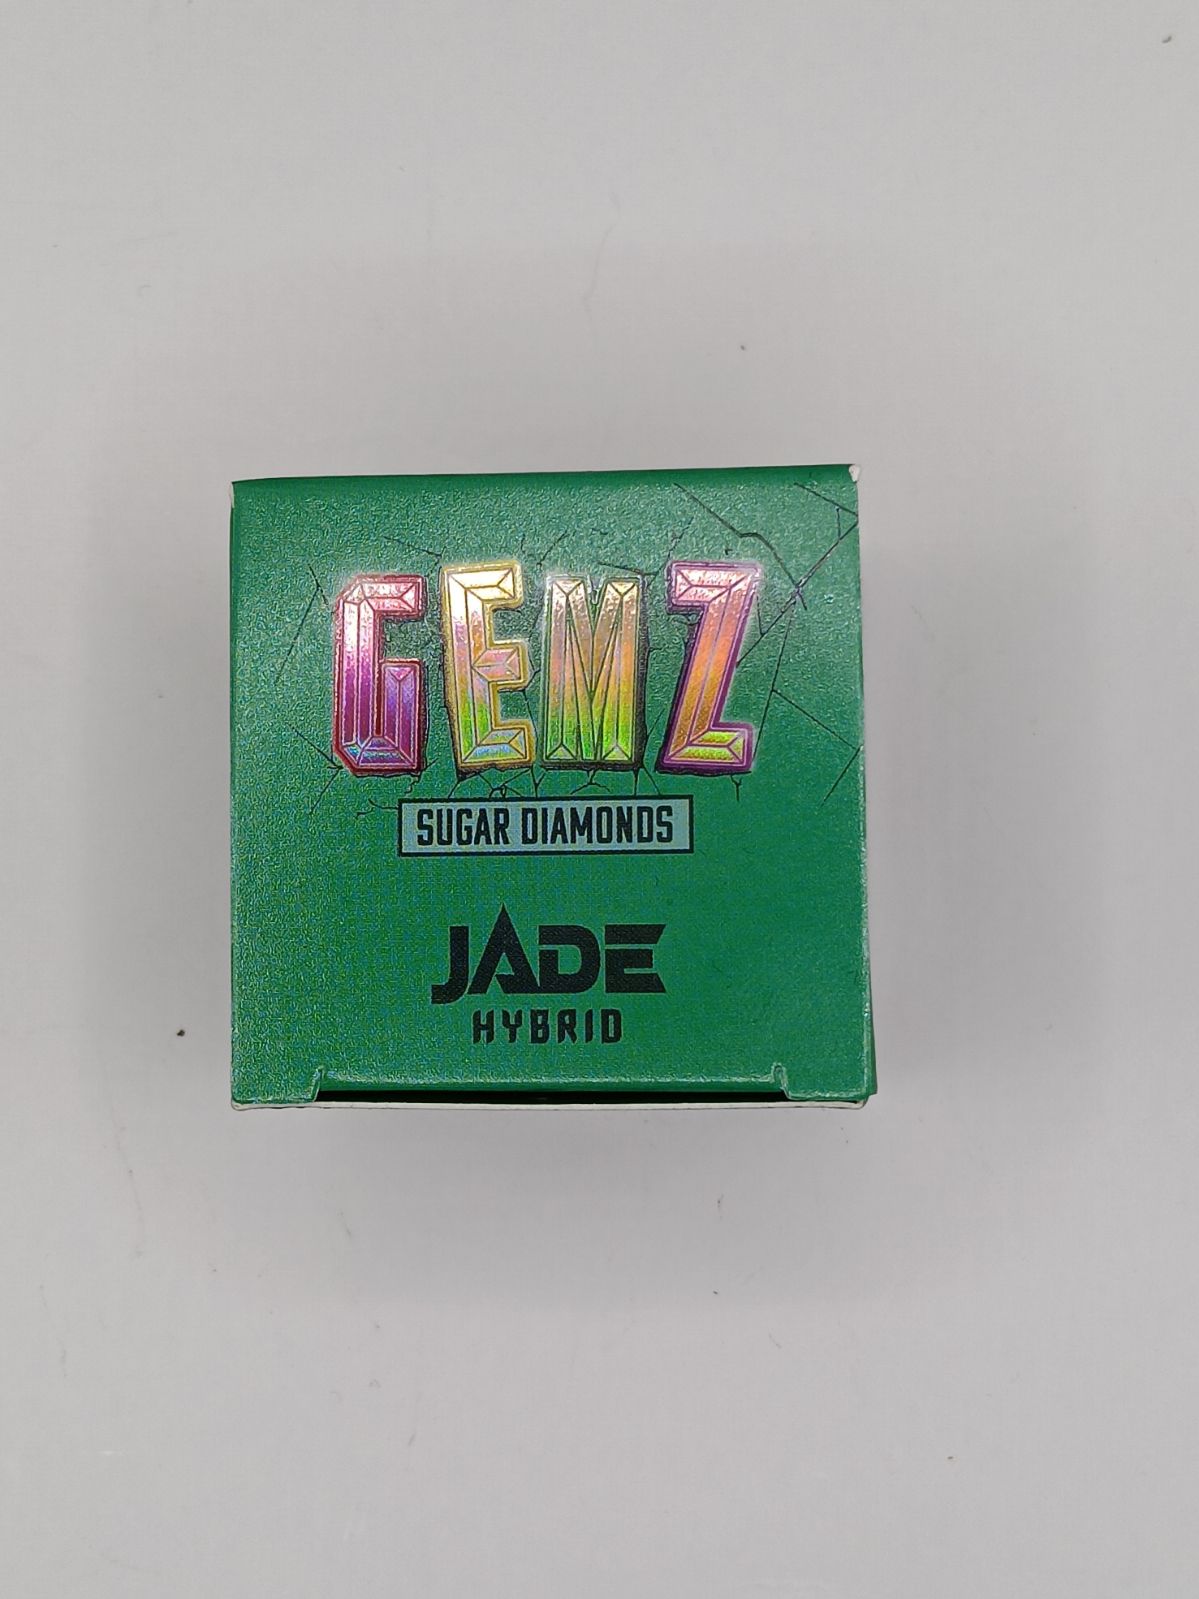 GEMZ
SUGAR DIAMONDS
JADE
HYBRID